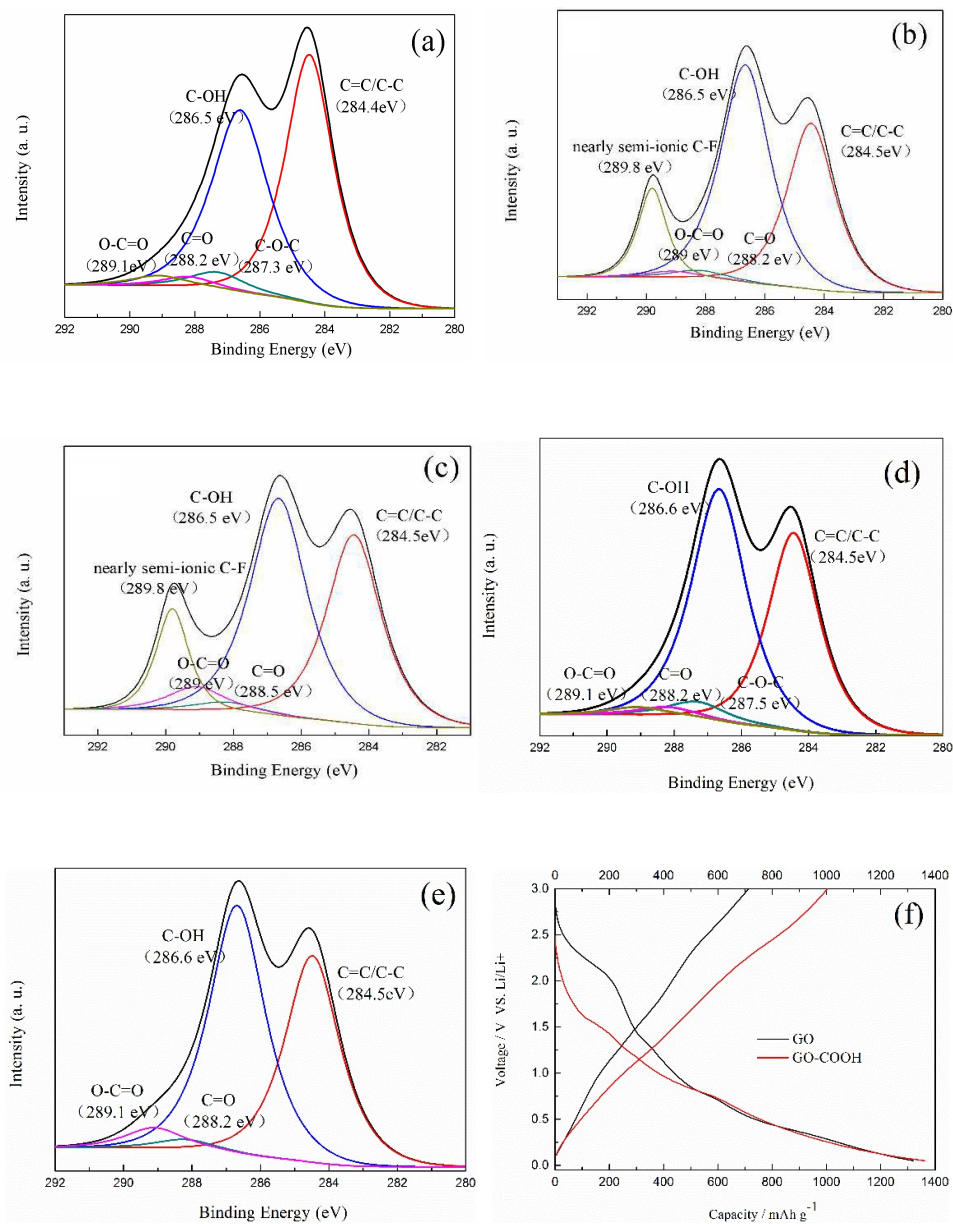 (a)
C-OH
(286.5 eV)
C=C/C-C
(284.4eV)
O-C=O
(289.1eV)
C=O
(288.2 eV)
C-O-C
(287.3 eV)
Intensity (a. u.)
292 290 288 286 284 282 280
Binding Energy (eV)
(b)
C-OH
(286.5 eV)
C=C/C-C
(284.5eV)
nearly semi-ionic C-F
(289.8 eV)
O-C=O
(289 eV)
C=O
(288.2 eV)
Intensity (a. u.)
292 290 288 286 284 282 280
Binding Energy (eV)
(c)
C-OH
(286.5 eV)
C=C/C-C
(284.5eV)
nearly semi-ionic C-F
(289.8 eV)
O-C=O
(289 eV)
C=O
(288.5 eV)
Intensity (a. u.)
292 290 288 286 284 282
Binding Energy (eV)
(d)
C-OH
(286.6 eV)
C=C/C-C
(284.5eV)
O-C=O
(289.1 eV)
C=O
(288.2 eV)
C-O-C
(287.5 eV)
Intensity (a. u.)
292 290 288 286 284 282 280
Binding Energy (eV)
(e)
C-OH
(286.6 eV)
C=C/C-C
(284.5eV)
O-C=O
(289.1 eV)
C=O
(288.2 eV)
Intensity (a. u.)
292 290 288 286 284 282 280
Binding Energy (eV)
0 200 400 600 800 1000 1200 1400
(f)
3.0
2.5
2.0
1.5
1.0
0.5
0.0
Voltage / V VS. Li/Li+
GO
GO-COOH
0 200 400 600 800 1000 1200 1400
Capacity / mAh g⁻¹